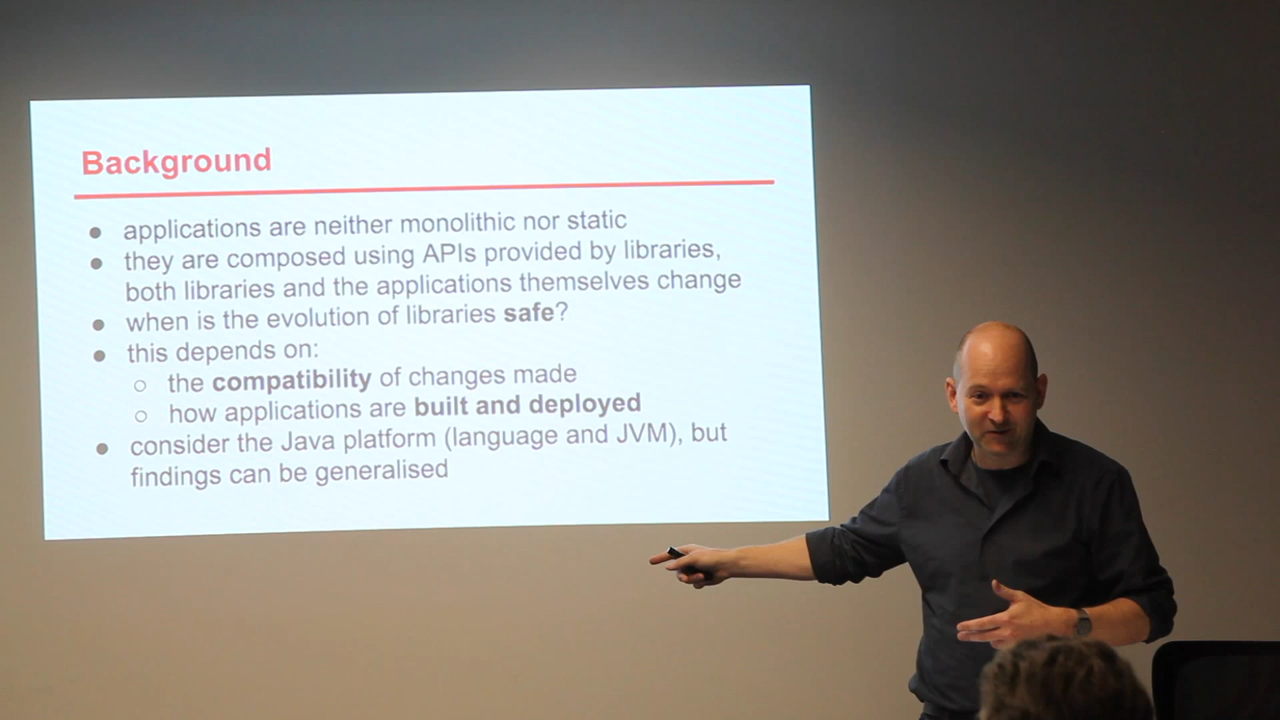 Background
● applications are neither monolithic nor static
● they are composed using APIs provided by libraries,
both libraries and the applications themselves change
● when is the evolution of libraries safe?
● this depends on:
○ the compatibility of changes made
○ how applications are built and deployed
● consider the Java platform (language and JVM), but
findings can be generalised